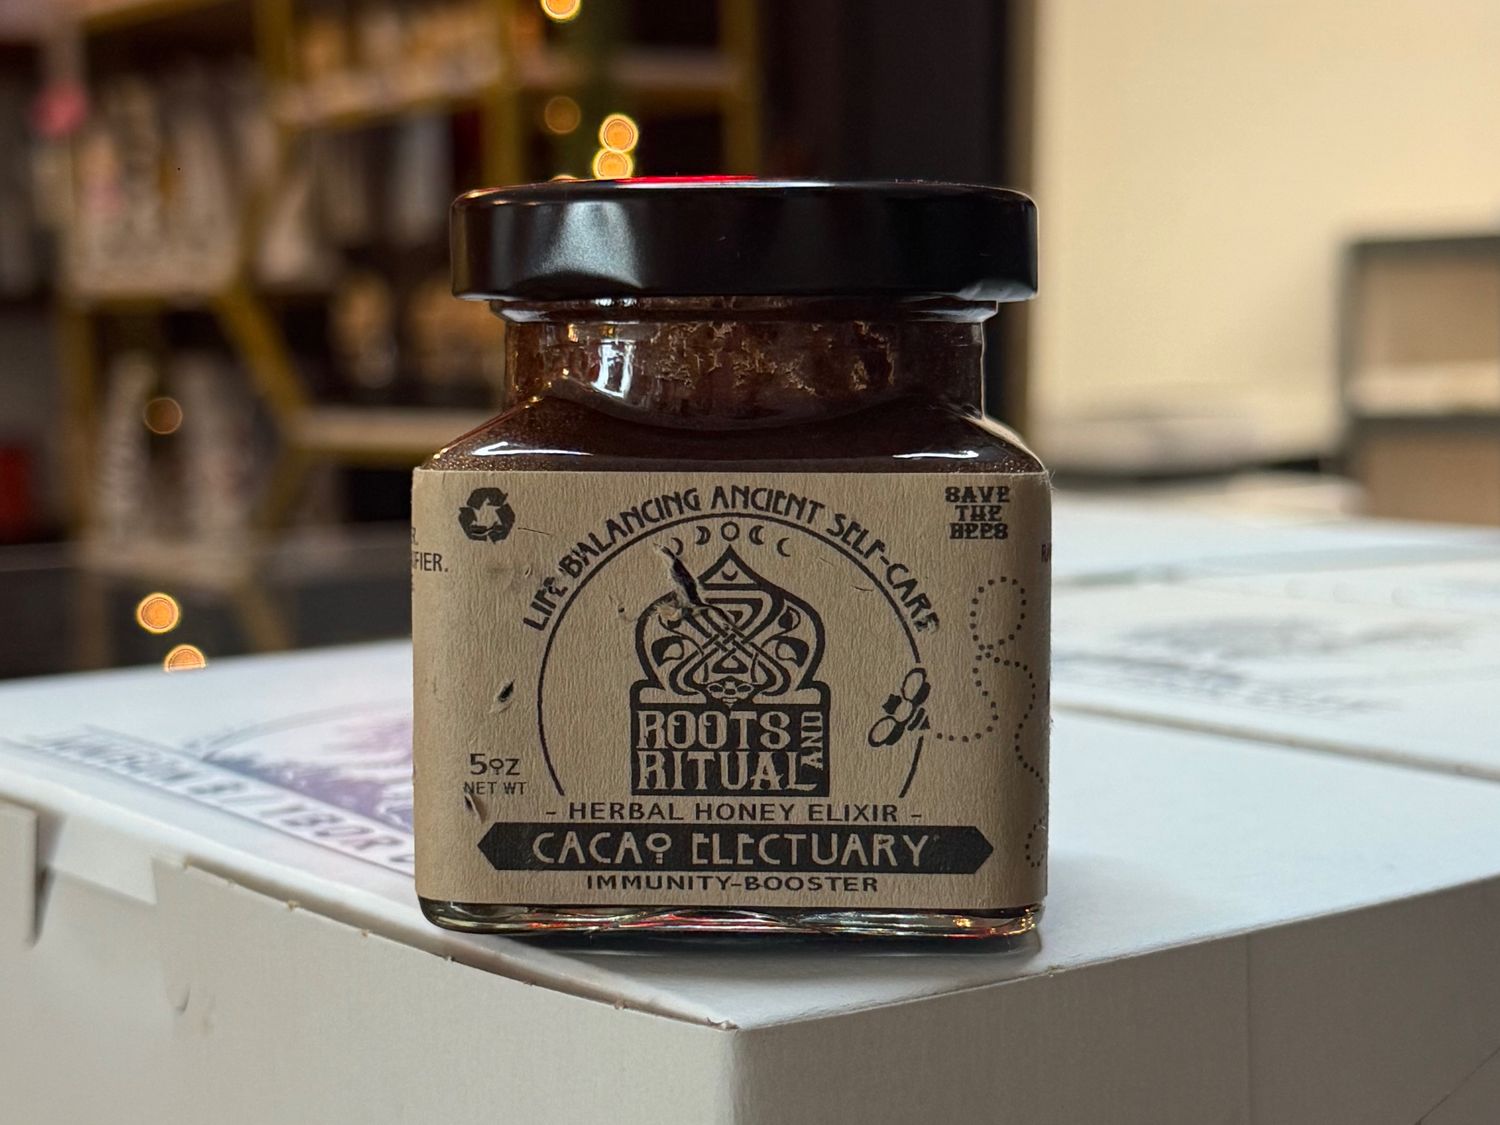 LIFE BALANCING ANCIENT SELF-CARE
SAVE
THE
BEES
FIER.
ROOTS AND
RITUAL
5oz
NET WT
- HERBAL HONEY ELIXIR -
CACAO ELECTUARY
IMMUNITY-BOOSTER